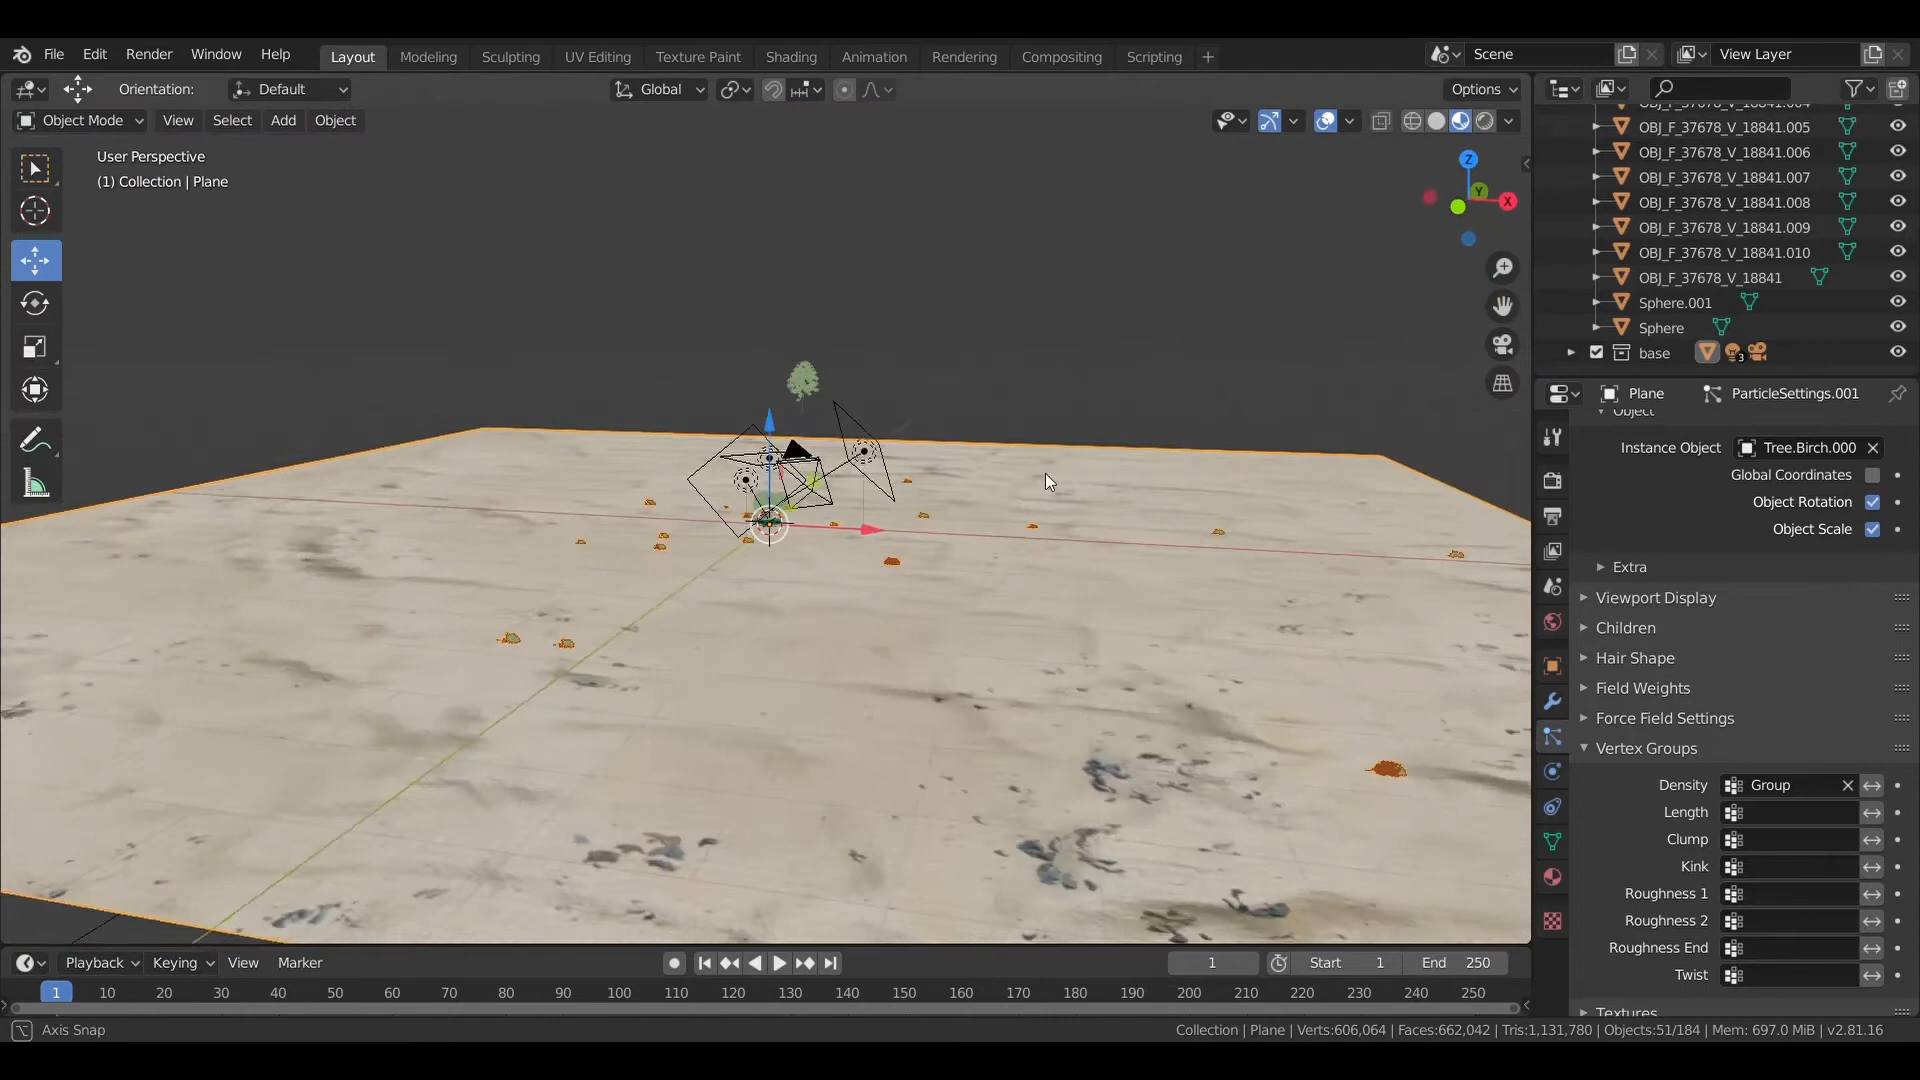 File Edit Render Window Help Layout Modeling Sculpting UV Editing Texture Paint Shading Animation Rendering Compositing Scripting + Scene View Layer
Orientation: Default Global Options
Object Mode View Select Add Object
User Perspective
(1) Collection | Plane
Z
Y
X
OBJ_F_37678_V_18841.004
OBJ_F_37678_V_18841.005
OBJ_F_37678_V_18841.006
OBJ_F_37678_V_18841.007
OBJ_F_37678_V_18841.008
OBJ_F_37678_V_18841.009
OBJ_F_37678_V_18841.010
OBJ_F_37678_V_18841
Sphere.001
Sphere
base 3
Plane ParticleSettings.001
Object
Instance Object Tree.Birch.000
Global Coordinates
Object Rotation
Object Scale
Extra
Viewport Display
Children
Hair Shape
Field Weights
Force Field Settings
Vertex Groups
Density Group
Length
Clump
Kink
Roughness 1
Roughness 2
Roughness End
Twist
Textures
Playback Keying View Marker 1 Start 1 End 250
1 10 20 30 40 50 60 70 80 90 100 110 120 130 140 150 160 170 180 190 200 210 220 230 240 250
Axis Snap
Collection | Plane | Verts:606,064 | Faces:662,042 | Tris:1,131,780 | Objects:51/184 | Mem: 697.0 MiB | v2.81.16